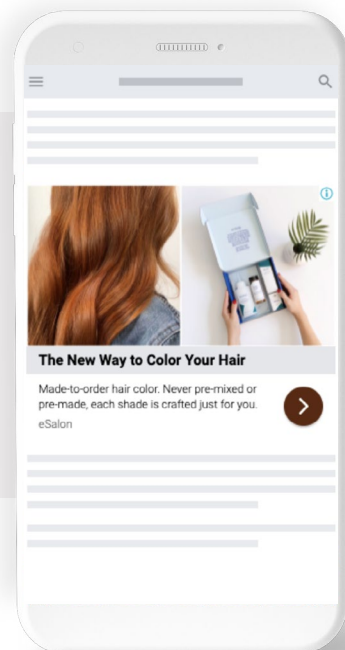 The New Way to Color Your Hair
Made-to-order hair color. Never pre-mixed or
pre-made, each shade is crafted just for you.
eSalon